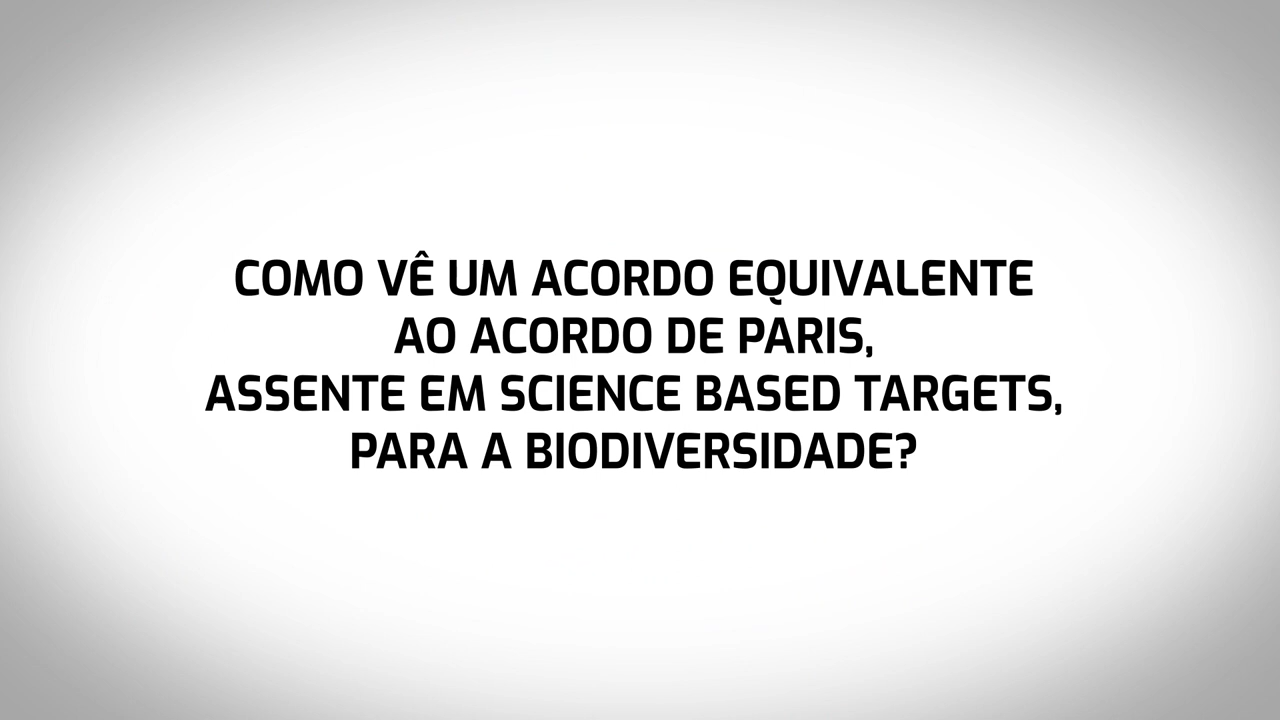 COMO VÊ UM ACORDO EQUIVALENTE
AO ACORDO DE PARIS,
ASSENTE EM SCIENCE BASED TARGETS,
PARA A BIODIVERSIDADE?